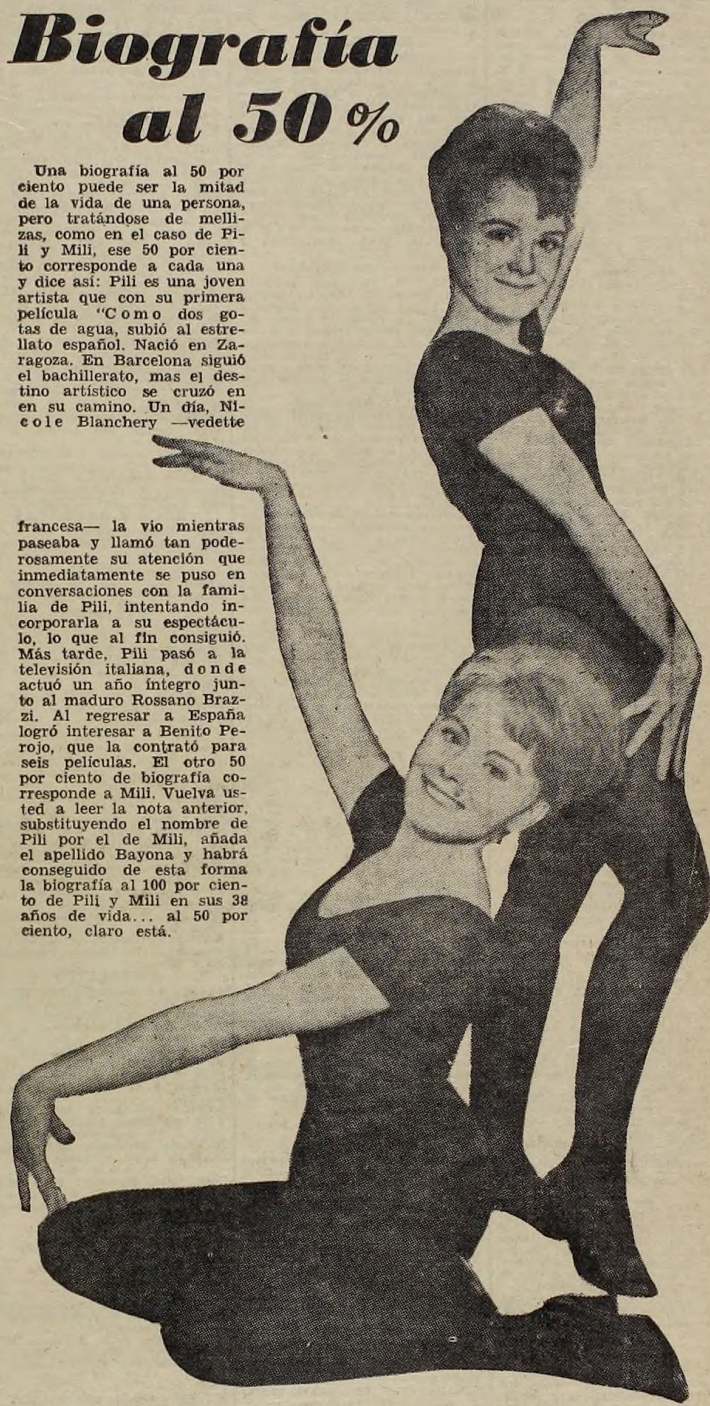 Biografía
al 50 %
Una biografía al 50 por
ciento puede ser la mitad
de la vida de una persona,
pero tratándose de melli-
zas, como en el caso de Pi-
li y Mili, ese 50 por cien-
to corresponde a cada una
y dice así: Pili es una joven
artista que con su primera
película "Como dos go-
tas de agua, subió al estre-
llato español. Nació en Za-
ragoza. En Barcelona siguió
el bachillerato, mas el des-
tino artístico se cruzó en
en su camino. Un día, Ni-
cole Blanchery —vedette
francesa— la vio mientras
paseaba y llamó tan pode-
rosamente su atención que
inmediatamente se puso en
conversaciones con la fami-
lia de Pili, intentando in-
corporarla a su espectácu-
lo, lo que al fin consiguió.
Más tarde, Pili pasó a la
televisión italiana, donde
actuó un año íntegro jun-
to al maduro Rossano Braz-
zi. Al regresar a España
logró interesar a Benito Pe-
rojo, que la contrató para
seis películas. El otro 50
por ciento de biografía co-
rresponde a Mili. Vuelva us-
ted a leer la nota anterior,
substituyendo el nombre de
Pili por el de Mili, añada
el apellido Bayona y habrá
conseguido de esta forma
la biografía al 100 por cien-
to de Pili y Mili en sus 38
años de vida... al 50 por
ciento, claro está.